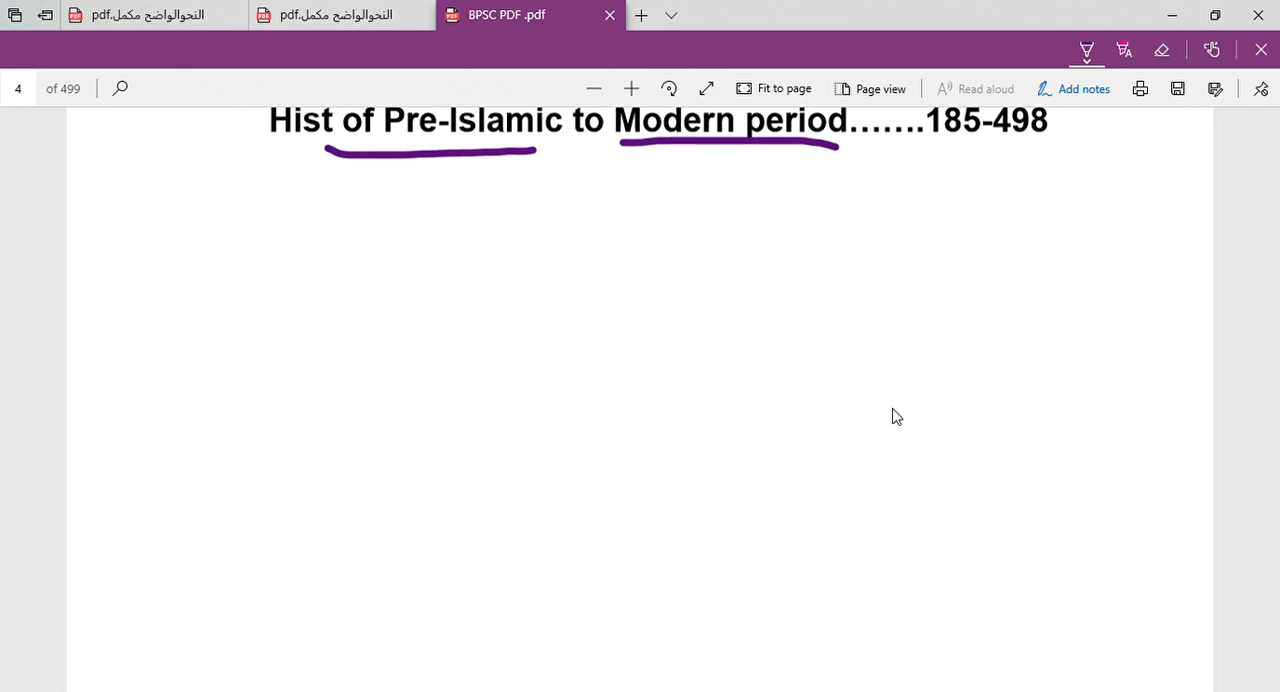 النحوالواضح مكمل.pdf
النحوالواضح مكمل.pdf
BPSC PDF .pdf
4 of 499
Fit to page
Page view
Read aloud
Add notes
Hist of Pre-Islamic to Modern period…….185-498